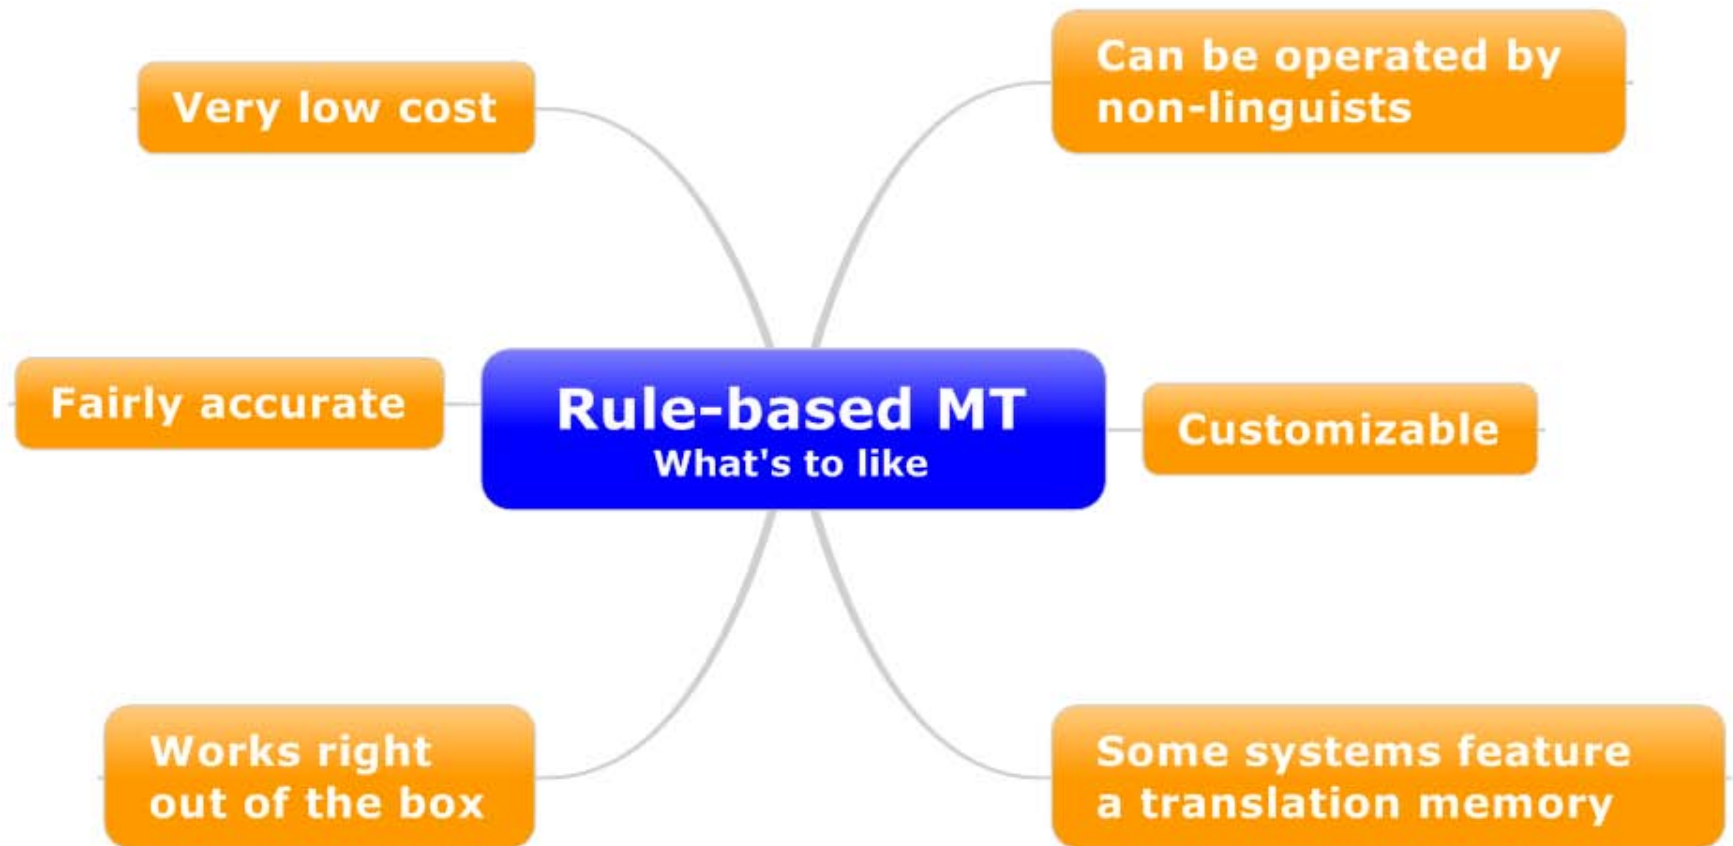 Very low cost
Can be operated by
non-linguists
Fairly accurate
Rule-based MT
What's to like
Customizable
Works right
out of the box
Some systems feature
a translation memory